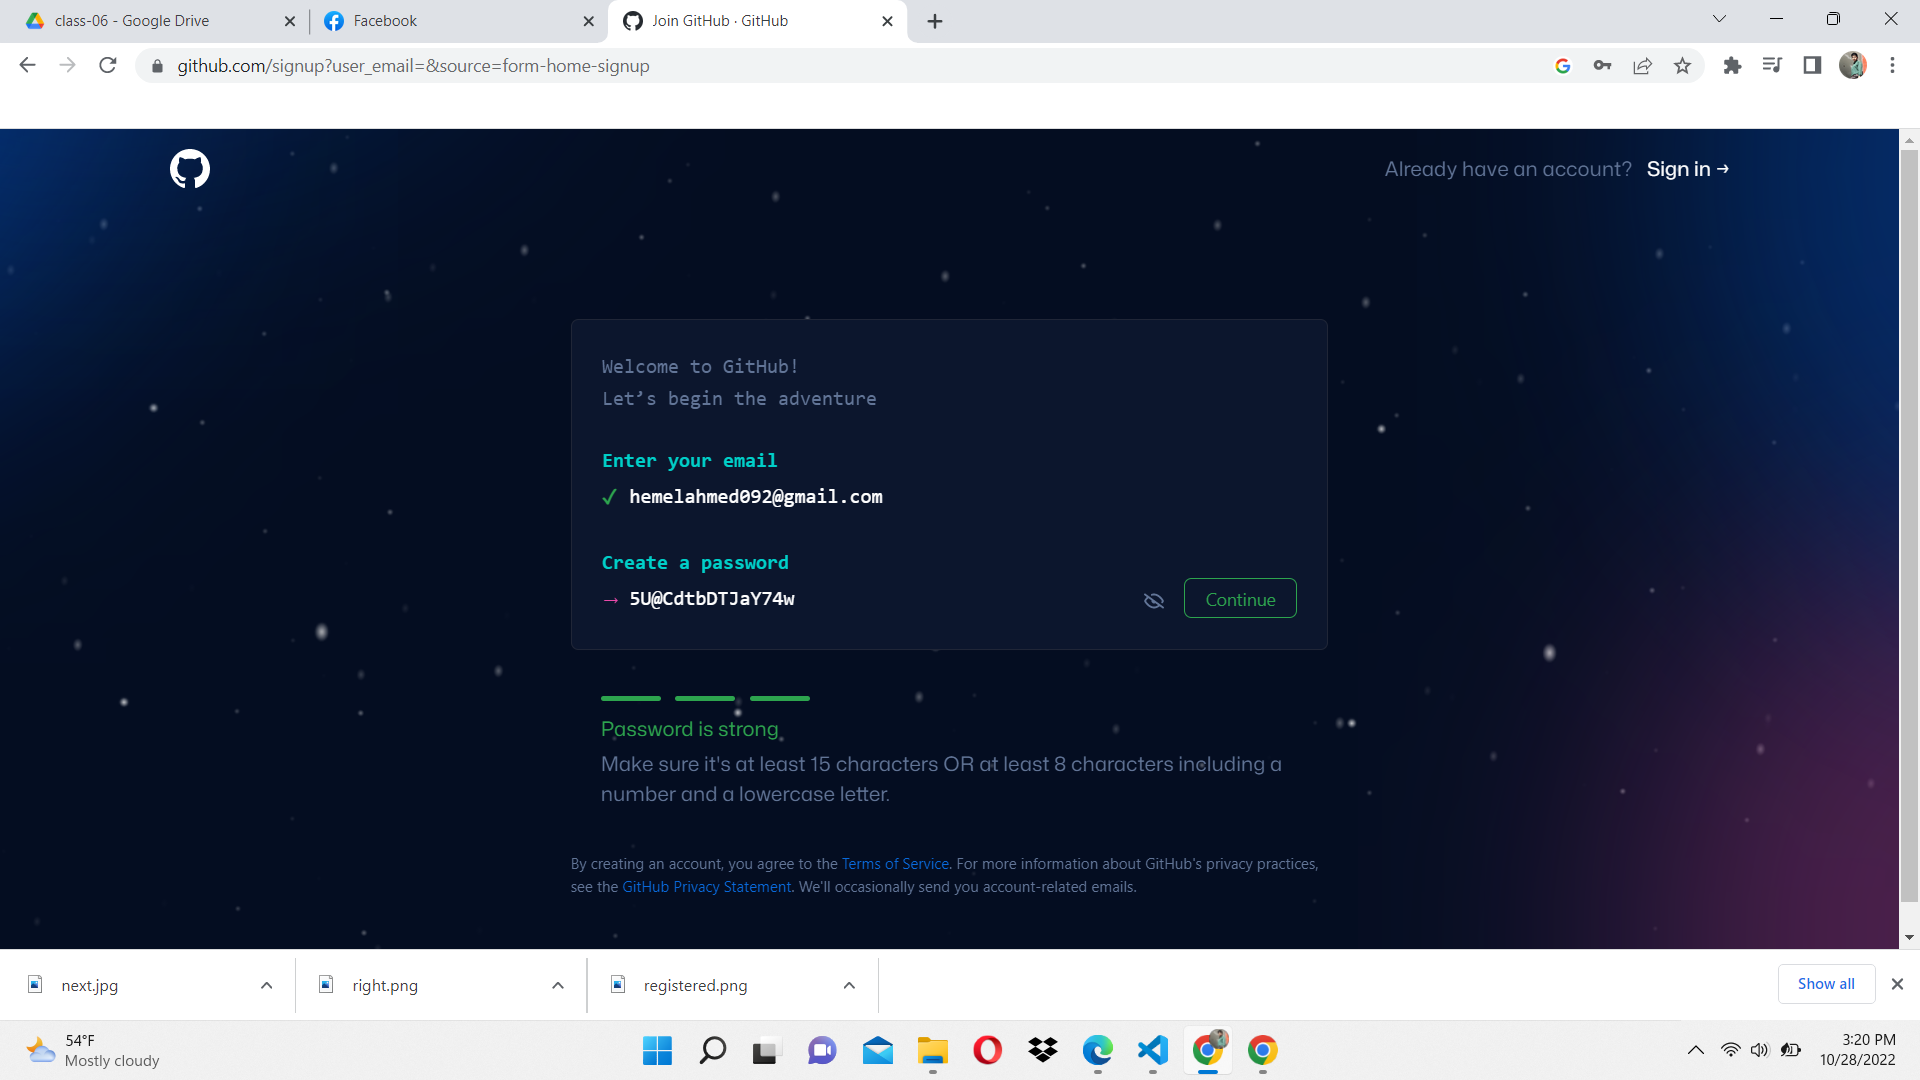 class-06 - Google Drive
Facebook
Join GitHub · GitHub
github.com/signup?user_email=&source=form-home-signup
Already have an account? Sign in →
Welcome to GitHub!
Let’s begin the adventure
Enter your email
✓ hemelahmed092@gmail.com
Create a password
→ 5U@CdtbDTJaY74w
Continue
Password is strong
Make sure it's at least 15 characters OR at least 8 characters including a
number and a lowercase letter.
By creating an account, you agree to the Terms of Service. For more information about GitHub's privacy practices,
see the GitHub Privacy Statement. We'll occasionally send you account-related emails.
next.jpg
right.png
registered.png
Show all
54°F
Mostly cloudy
3:20 PM
10/28/2022